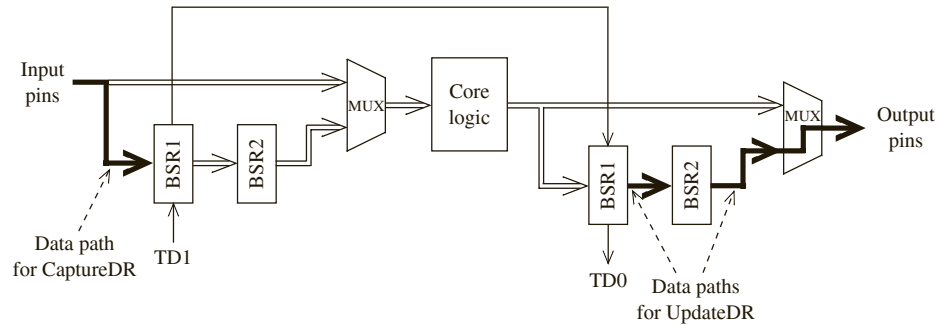 Input
pins
MUX
Core
logic
MUX
Output
pins
BSR1
BSR2
BSR1
BSR2
Data path
for CaptureDR
TD1
TD0
Data paths
for UpdateDR